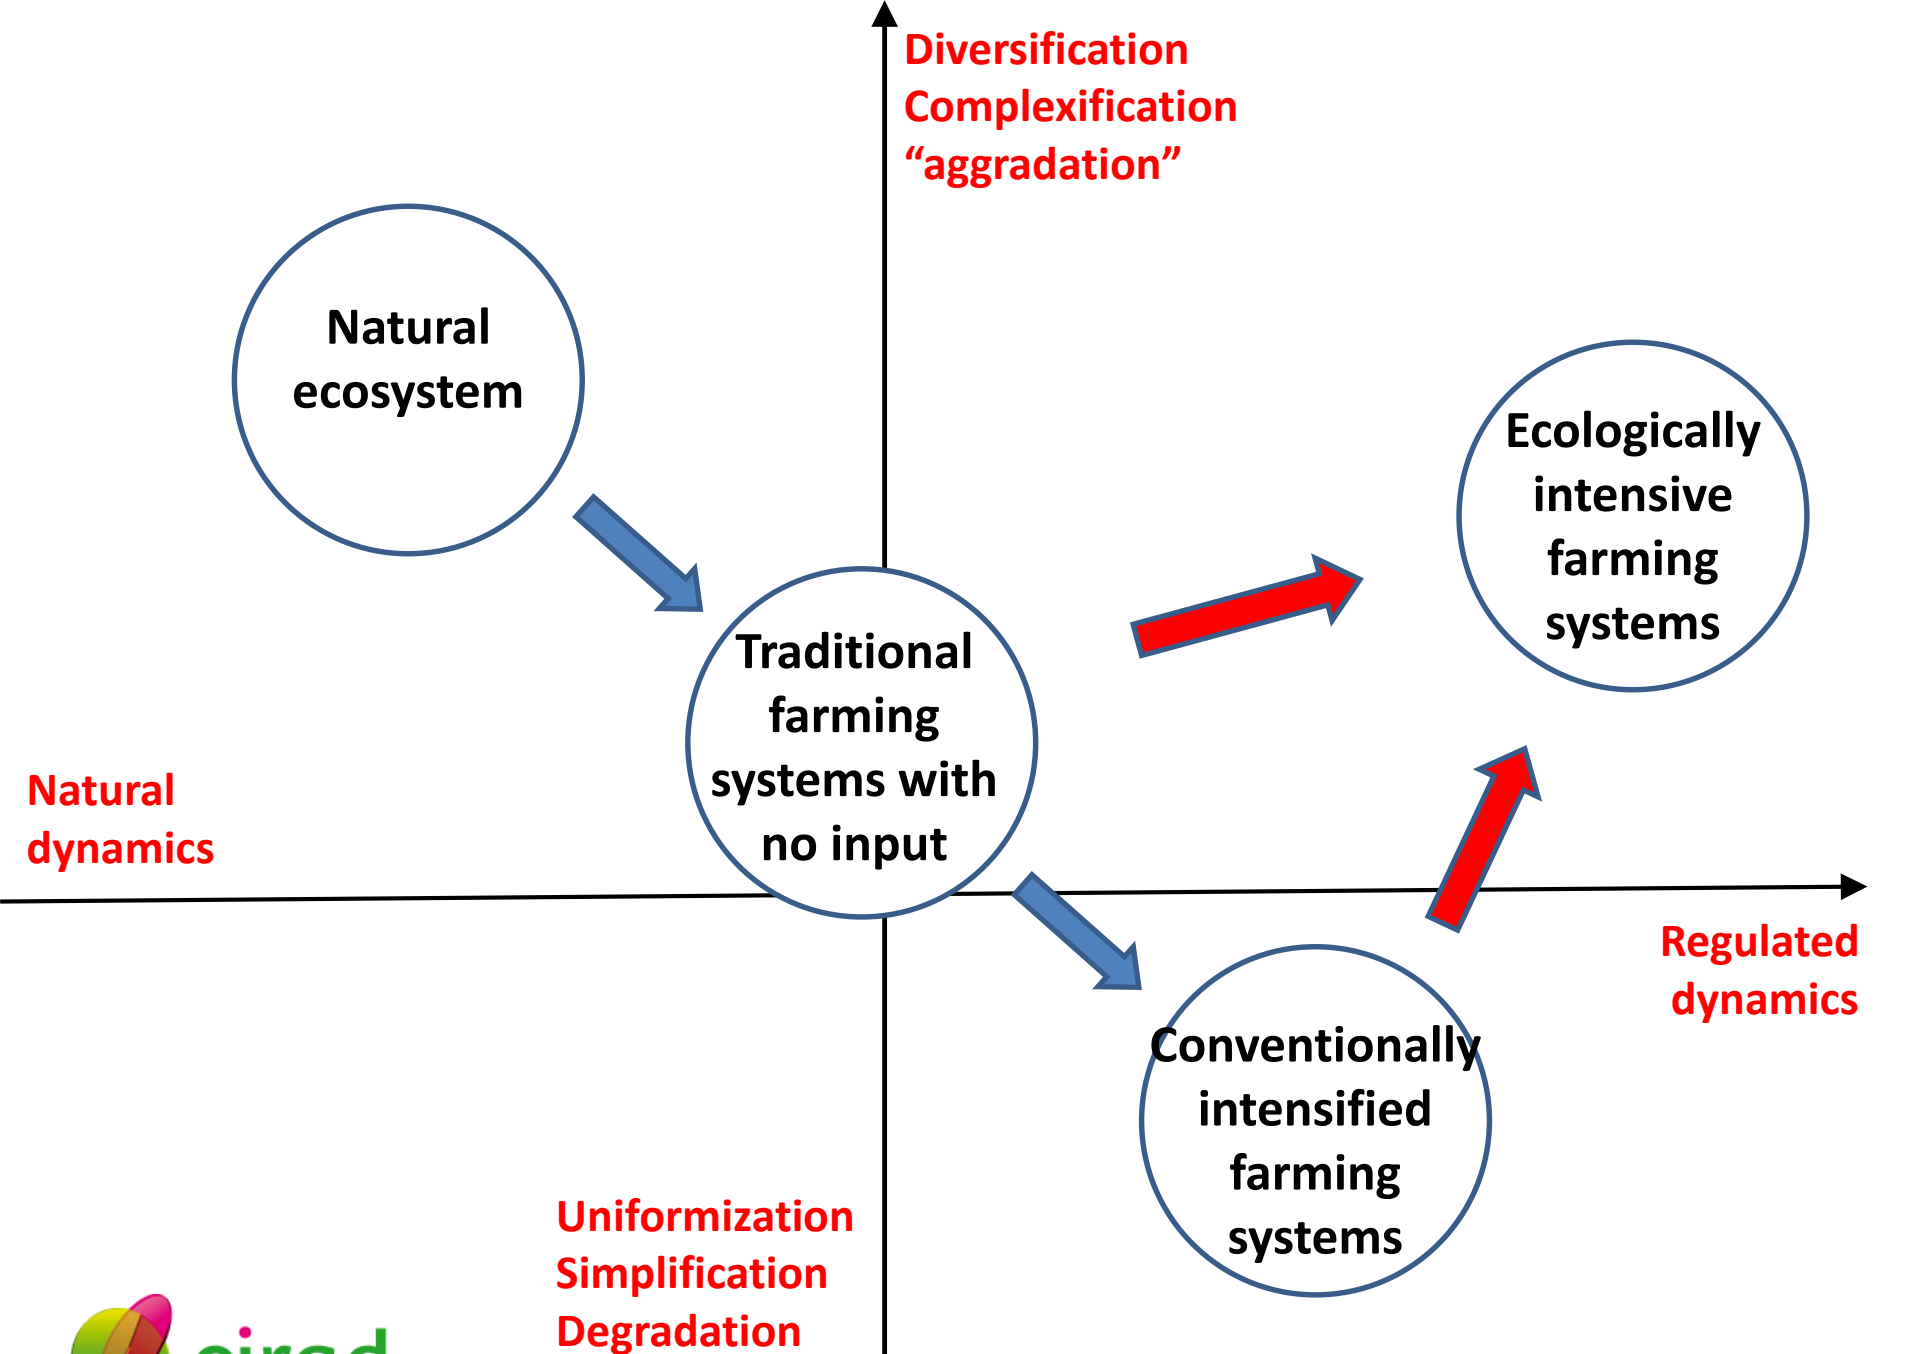 Diversification
Complexification
“aggradation”
Natural
ecosystem
Ecologically
intensive
farming
systems
Traditional
farming
systems with
no input
Natural
dynamics
Regulated
dynamics
Conventionally
intensified
farming
systems
Uniformization
Simplification
Degradation
cirad